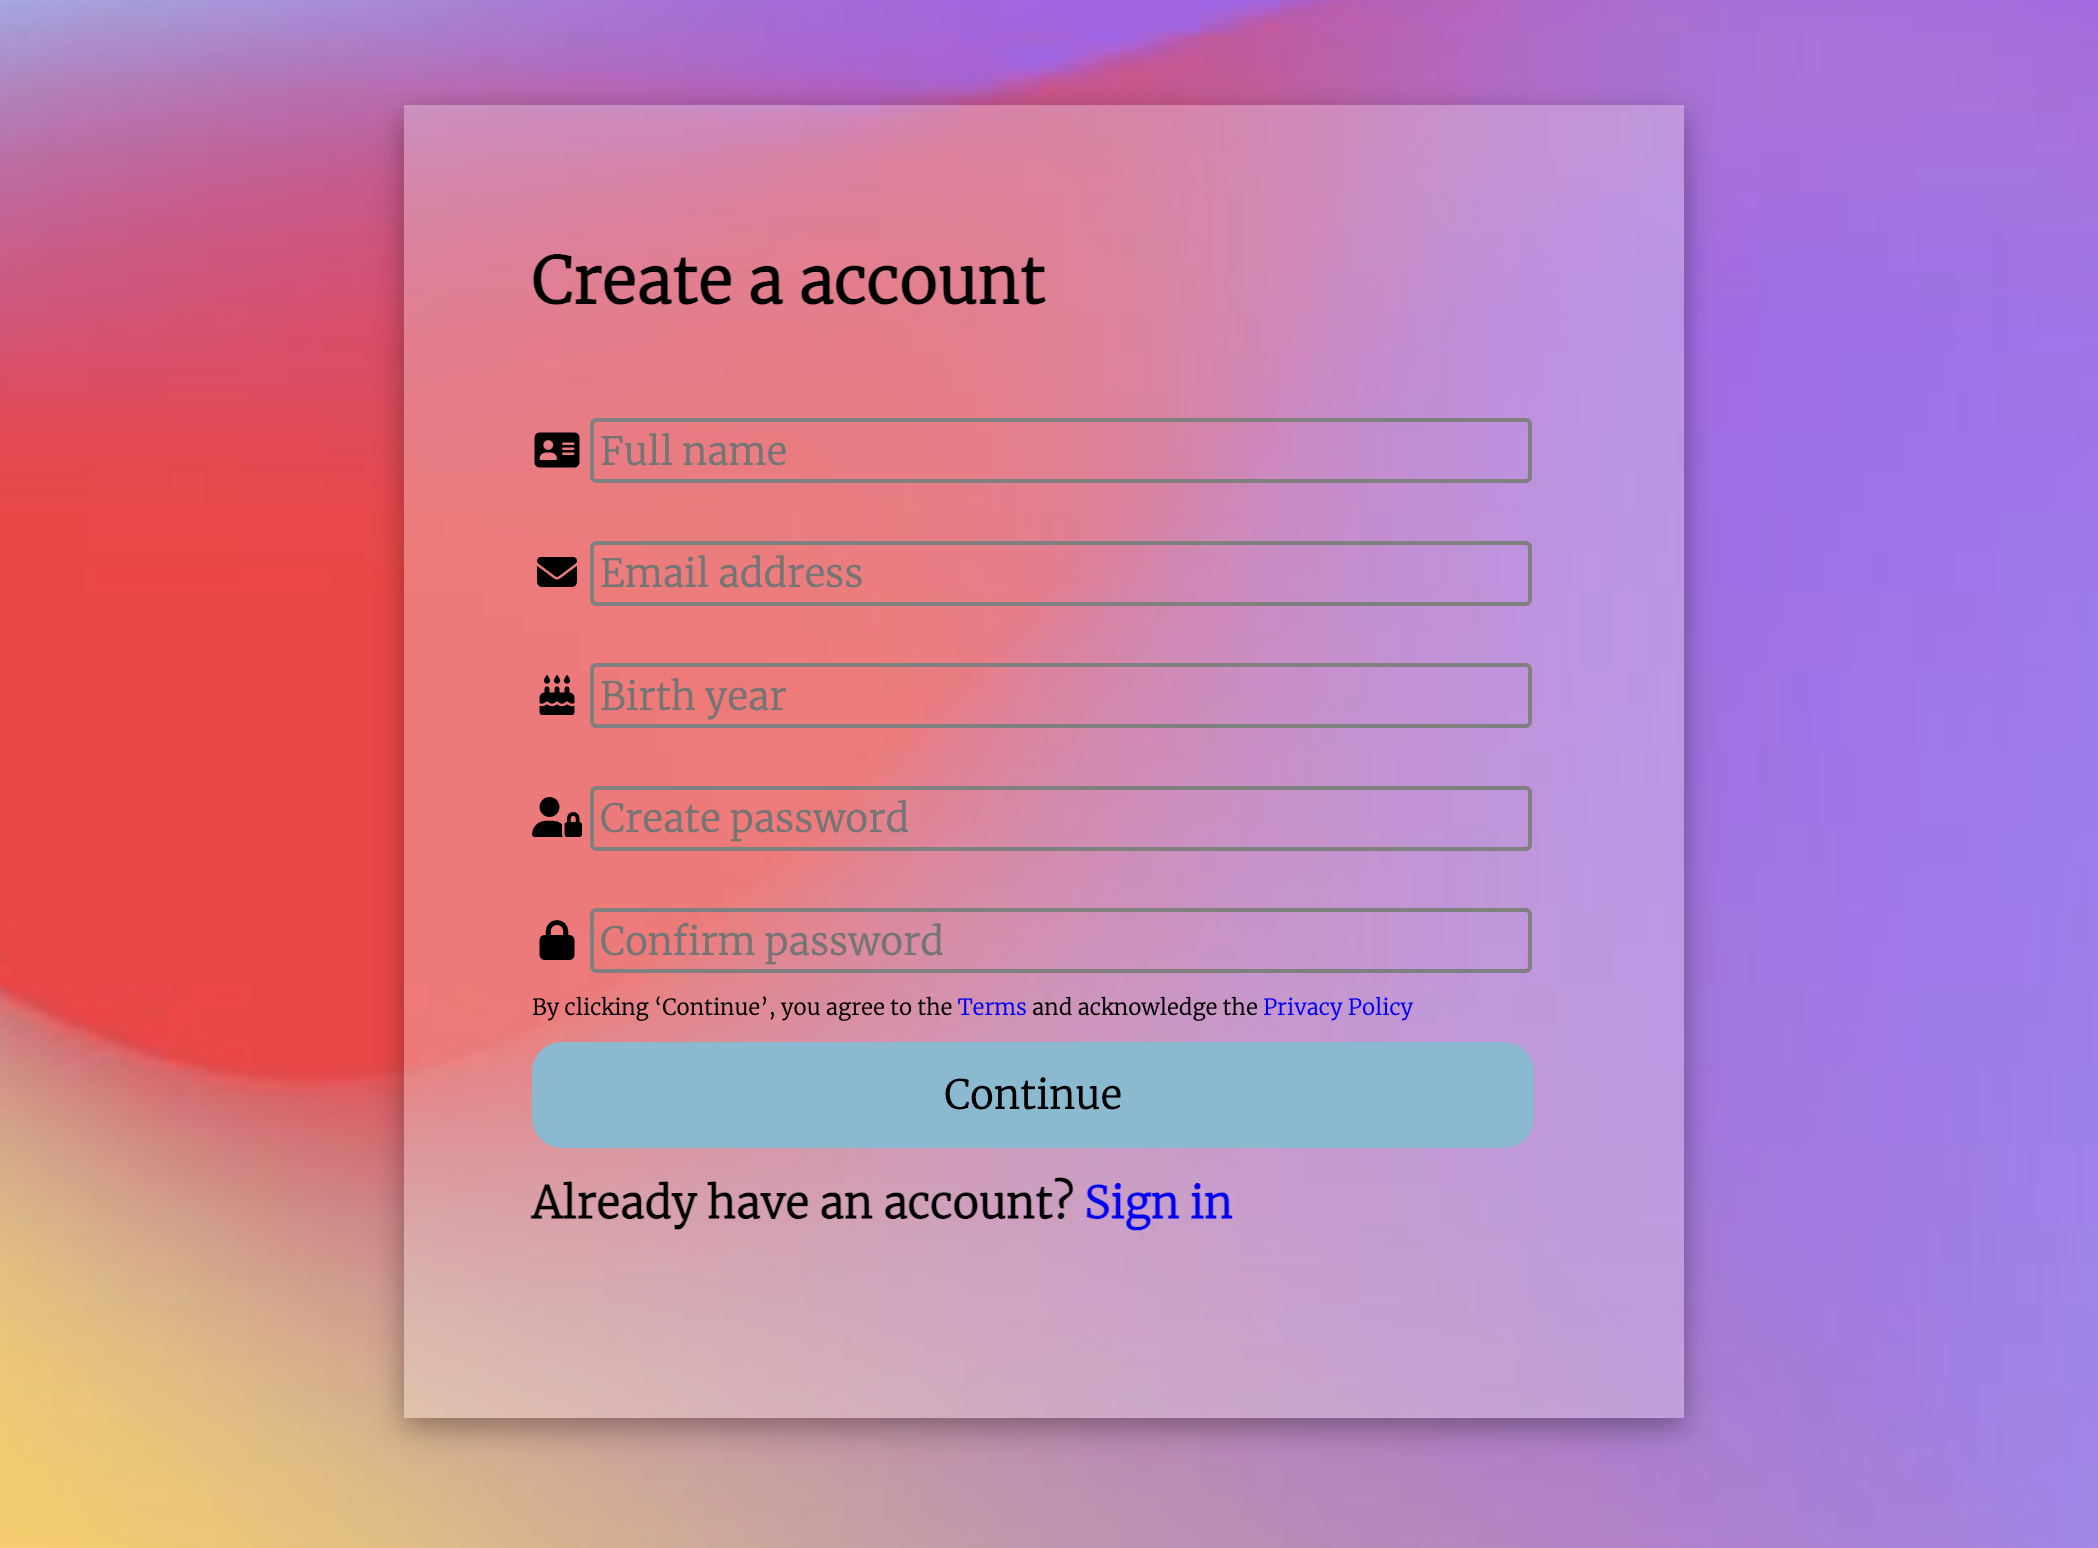 Create a account
Full name
Email address
Birth year
Create password
Confirm password
By clicking ‘Continue’, you agree to the Terms and acknowledge the Privacy Policy
Continue
Already have an account? Sign in